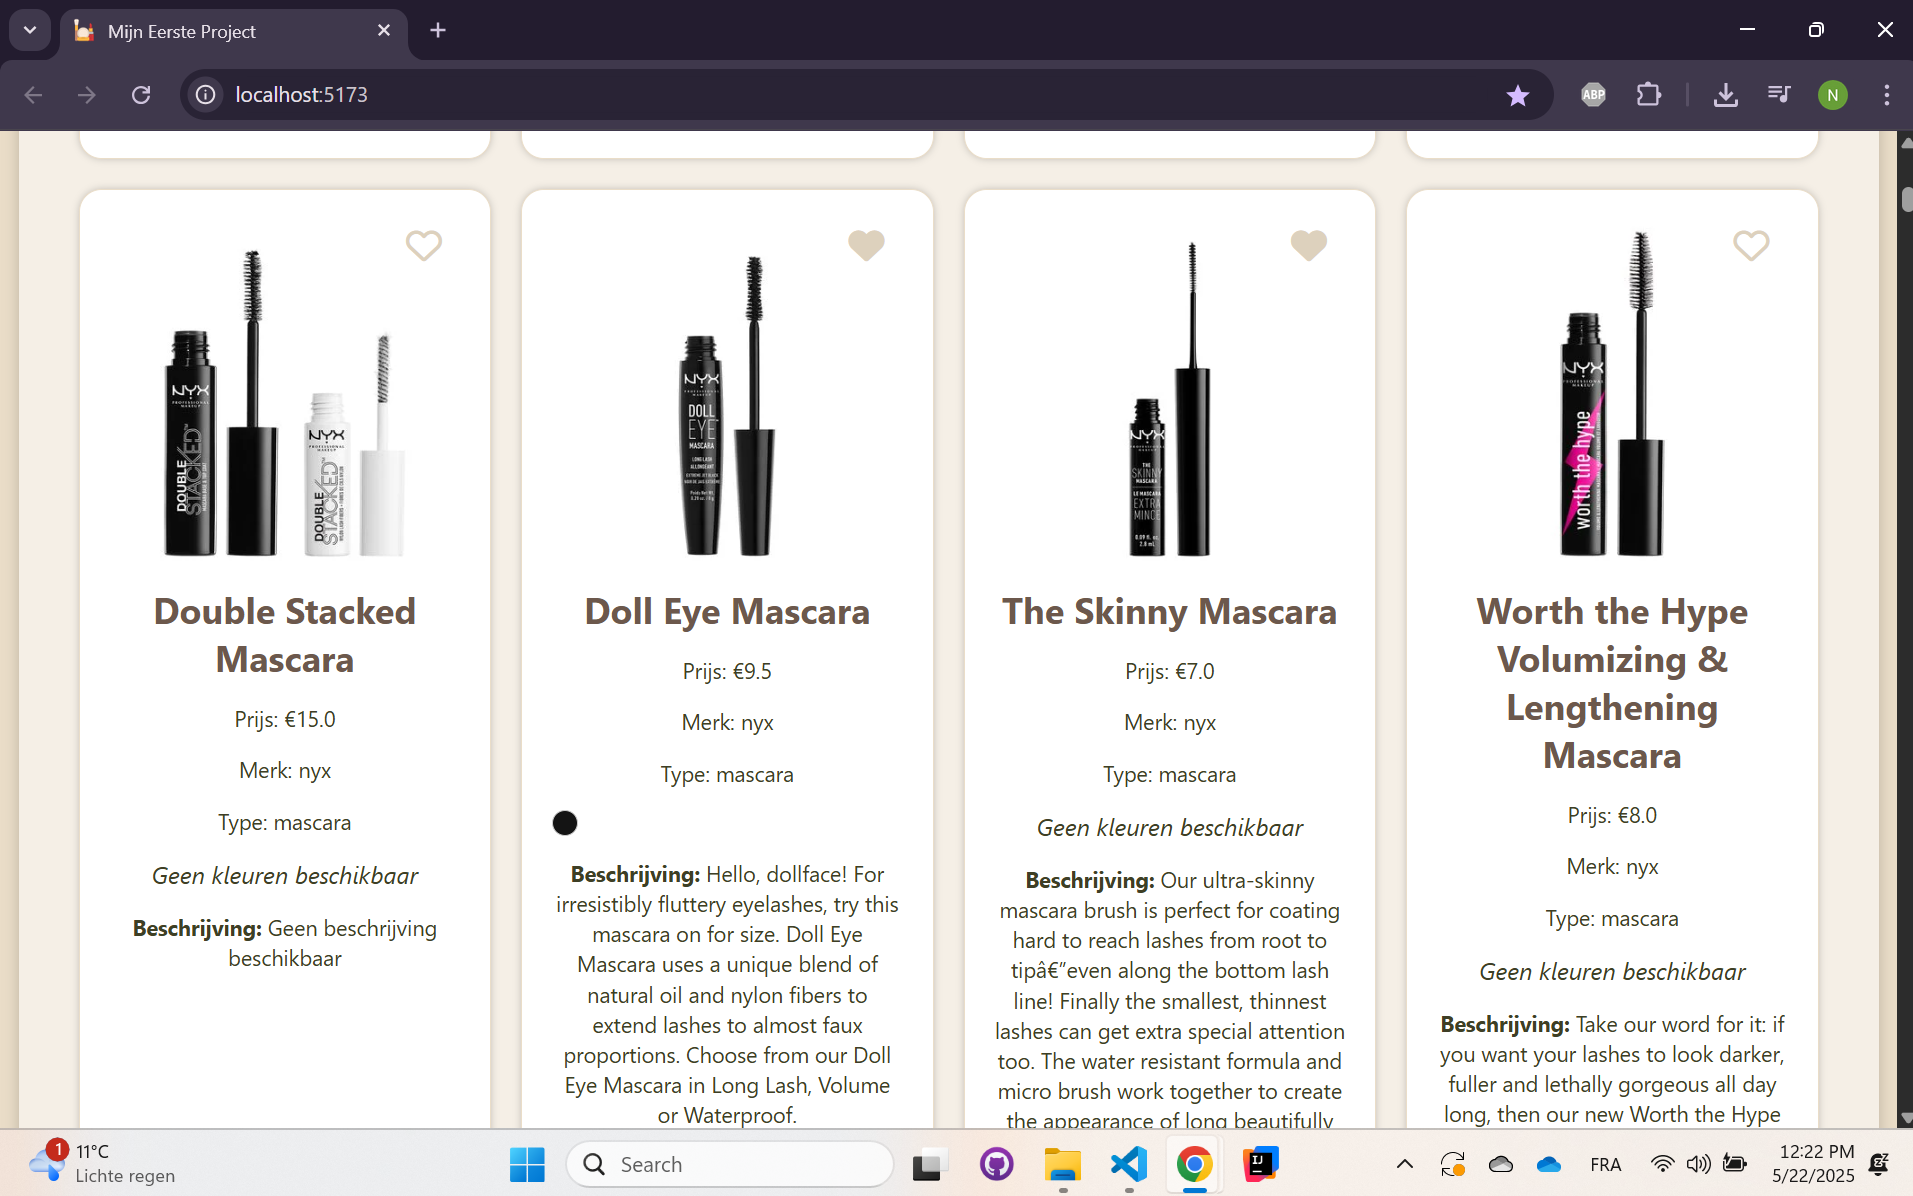 Mijn Eerste Project
localhost:5173
ABP
N
NYX
PROFESSIONAL MAKEUP
DOUBLE STACKED
NYX
DOUBLE STACKED
Double Stacked
Mascara
Prijs: €15.0
Merk: nyx
Type: mascara
Geen kleuren beschikbaar
Beschrijving: Geen beschrijving
beschikbaar
NYX
DOLL
EYE
MASCARA
LONG LASH
ALLONGEANT
Doll Eye Mascara
Prijs: €9.5
Merk: nyx
Type: mascara
Beschrijving: Hello, dollface! For
irresistibly fluttery eyelashes, try this
mascara on for size. Doll Eye
Mascara uses a unique blend of
natural oil and nylon fibers to
extend lashes to almost faux
proportions. Choose from our Doll
Eye Mascara in Long Lash, Volume
or Waterproof.
NYX
THE
SKINNY
MASCARA
LE MASCARA
EXTRA
MINCE
The Skinny Mascara
Prijs: €7.0
Merk: nyx
Type: mascara
Geen kleuren beschikbaar
Beschrijving: Our ultra-skinny
mascara brush is perfect for coating
hard to reach lashes from root to
tipâ€”even along the bottom lash
line! Finally the smallest, thinnest
lashes can get extra special attention
too. The water resistant formula and
micro brush work together to create
the appearance of long beautifully
NYX
worth the hype
Worth the Hype
Volumizing &
Lengthening
Mascara
Prijs: €8.0
Merk: nyx
Type: mascara
Geen kleuren beschikbaar
Beschrijving: Take our word for it: if
you want your lashes to look darker,
fuller and lethally gorgeous all day
long, then our new Worth the Hype
1
11°C
Lichte regen
Search
IJ
FRA
12:22 PM
5/22/2025